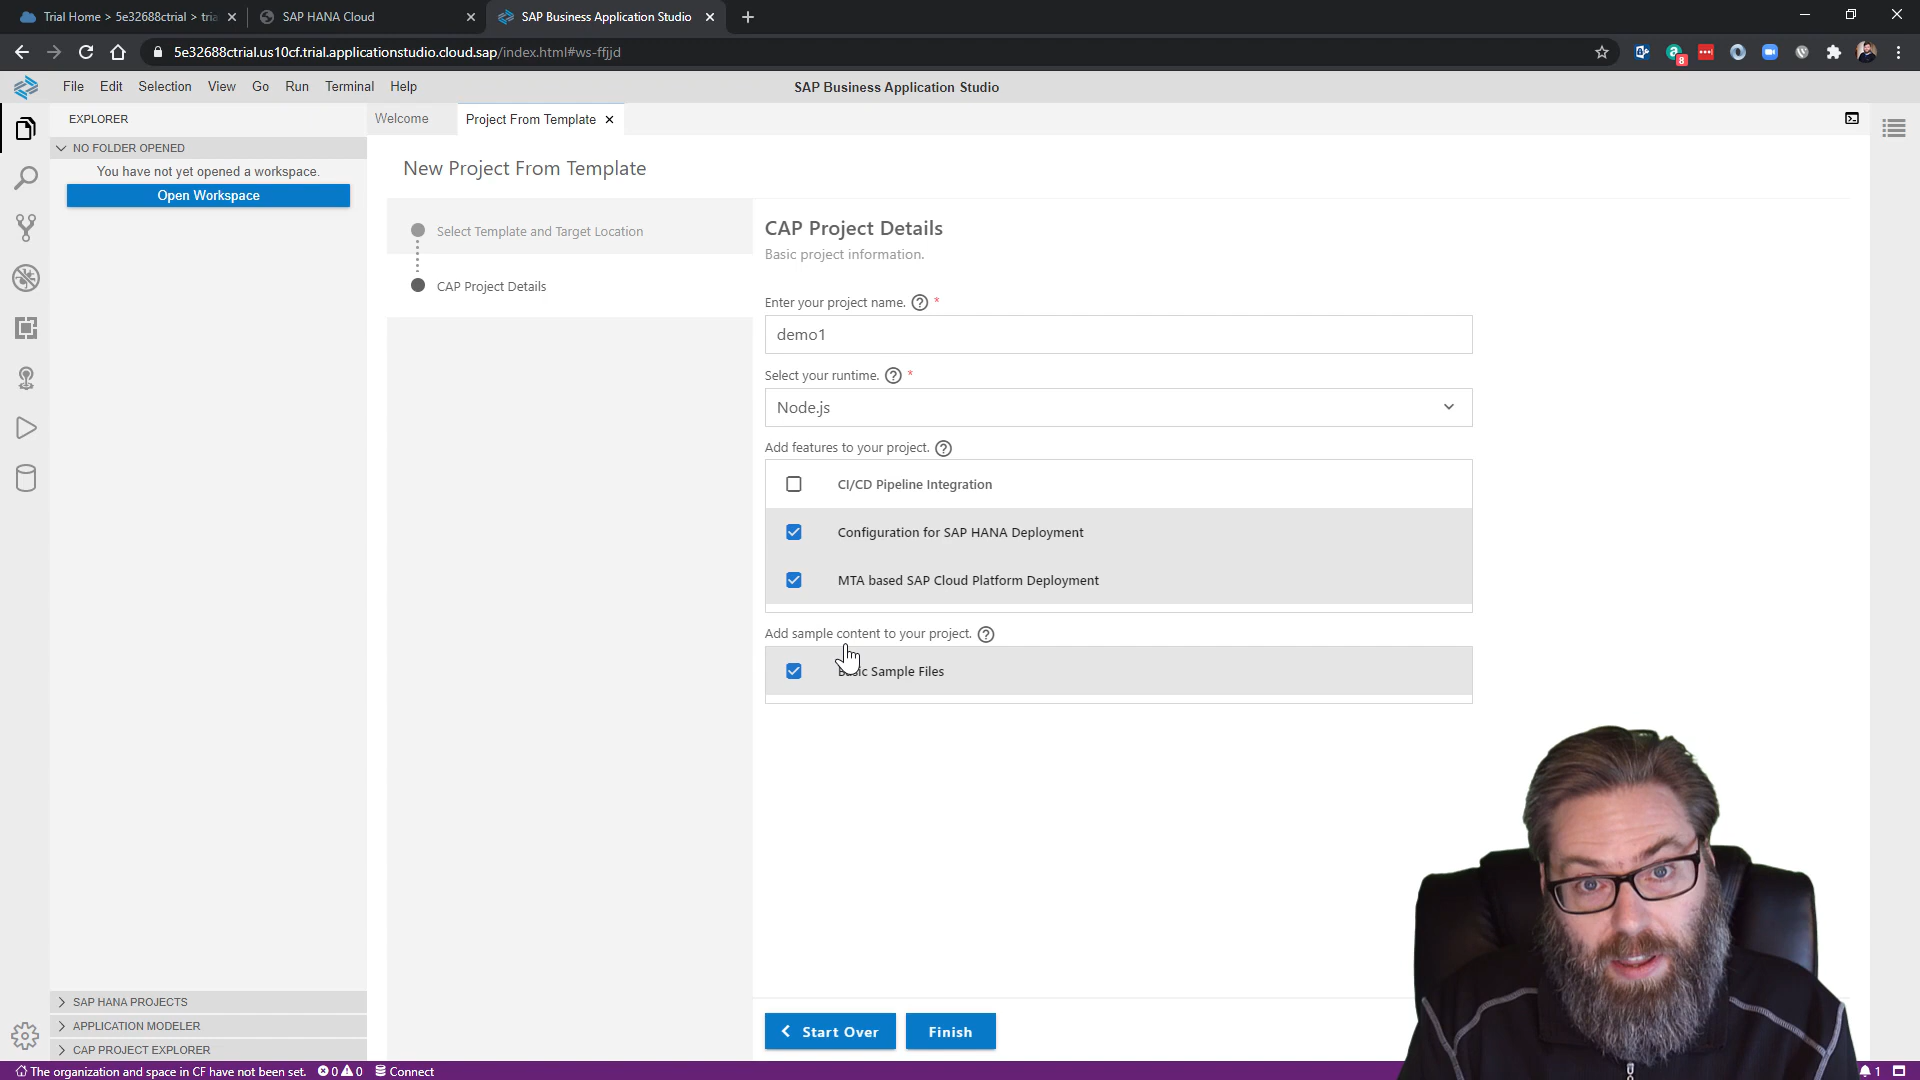 Trial Home > 5e32688ctrial > tria
SAP HANA Cloud
SAP Business Application Studio
5e32688ctrial.us10cf.trial.applicationstudio.cloud.sap/index.html#ws-ffjjd
8
File Edit Selection View Go Run Terminal Help
SAP Business Application Studio
EXPLORER
Welcome
Project From Template
NO FOLDER OPENED
You have not yet opened a workspace.
Open Workspace
New Project From Template
Select Template and Target Location
CAP Project Details
CAP Project Details
Basic project information.
Enter your project name. ? *
demo1
Select your runtime. ? *
Node.js
Add features to your project. ?
CI/CD Pipeline Integration
Configuration for SAP HANA Deployment
MTA based SAP Cloud Platform Deployment
Add sample content to your project. ?
Basic Sample Files
SAP HANA PROJECTS
APPLICATION MODELER
CAP PROJECT EXPLORER
Start Over
Finish
The organization and space in CF have not been set. 0 0 Connect
1